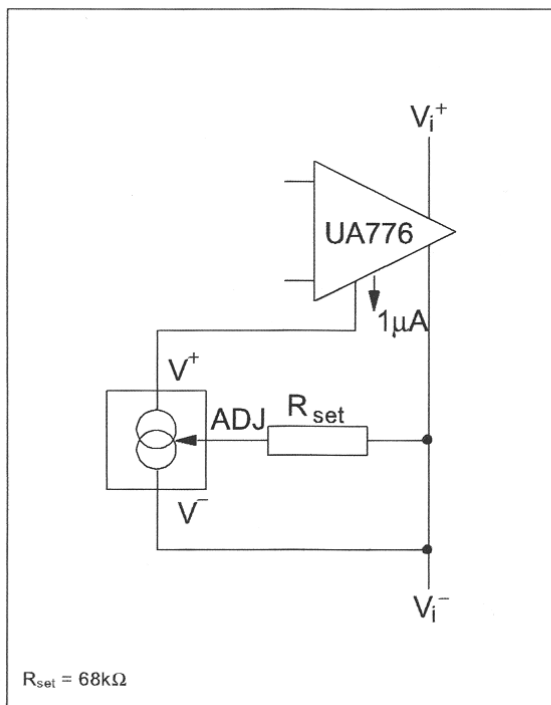 Vi+
UA776
1μA
V+
ADJ
Rset
V−
Vi−
Rset = 68kΩ